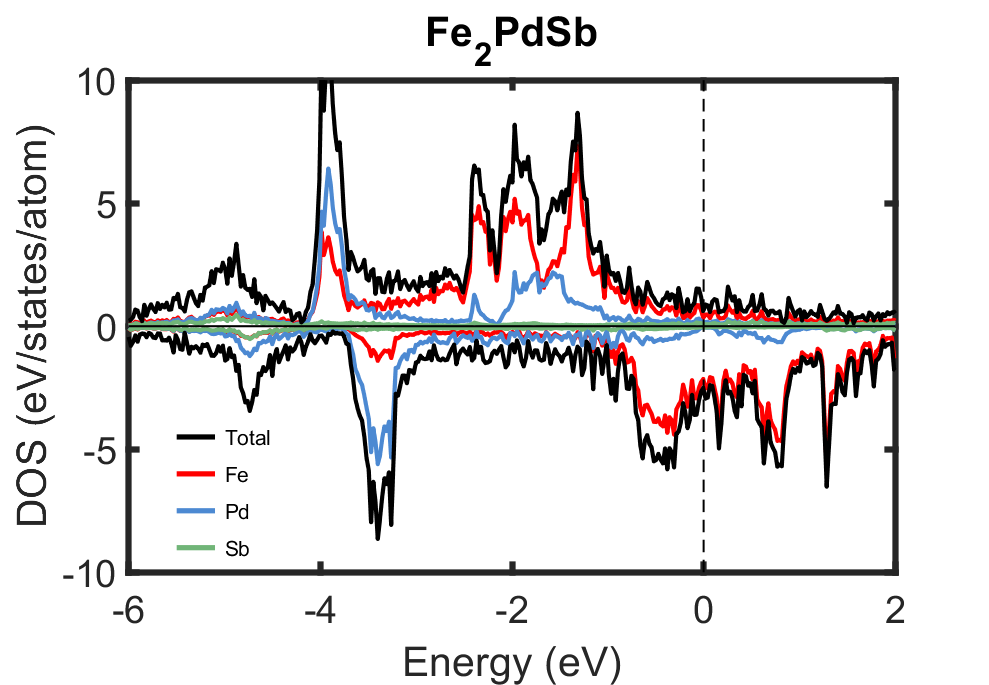 Fe2PdSb
DOS (eV/states/atom)
10
5
0
-5
-10
Total
Fe
Pd
Sb
-6 -4 -2 0 2
Energy (eV)